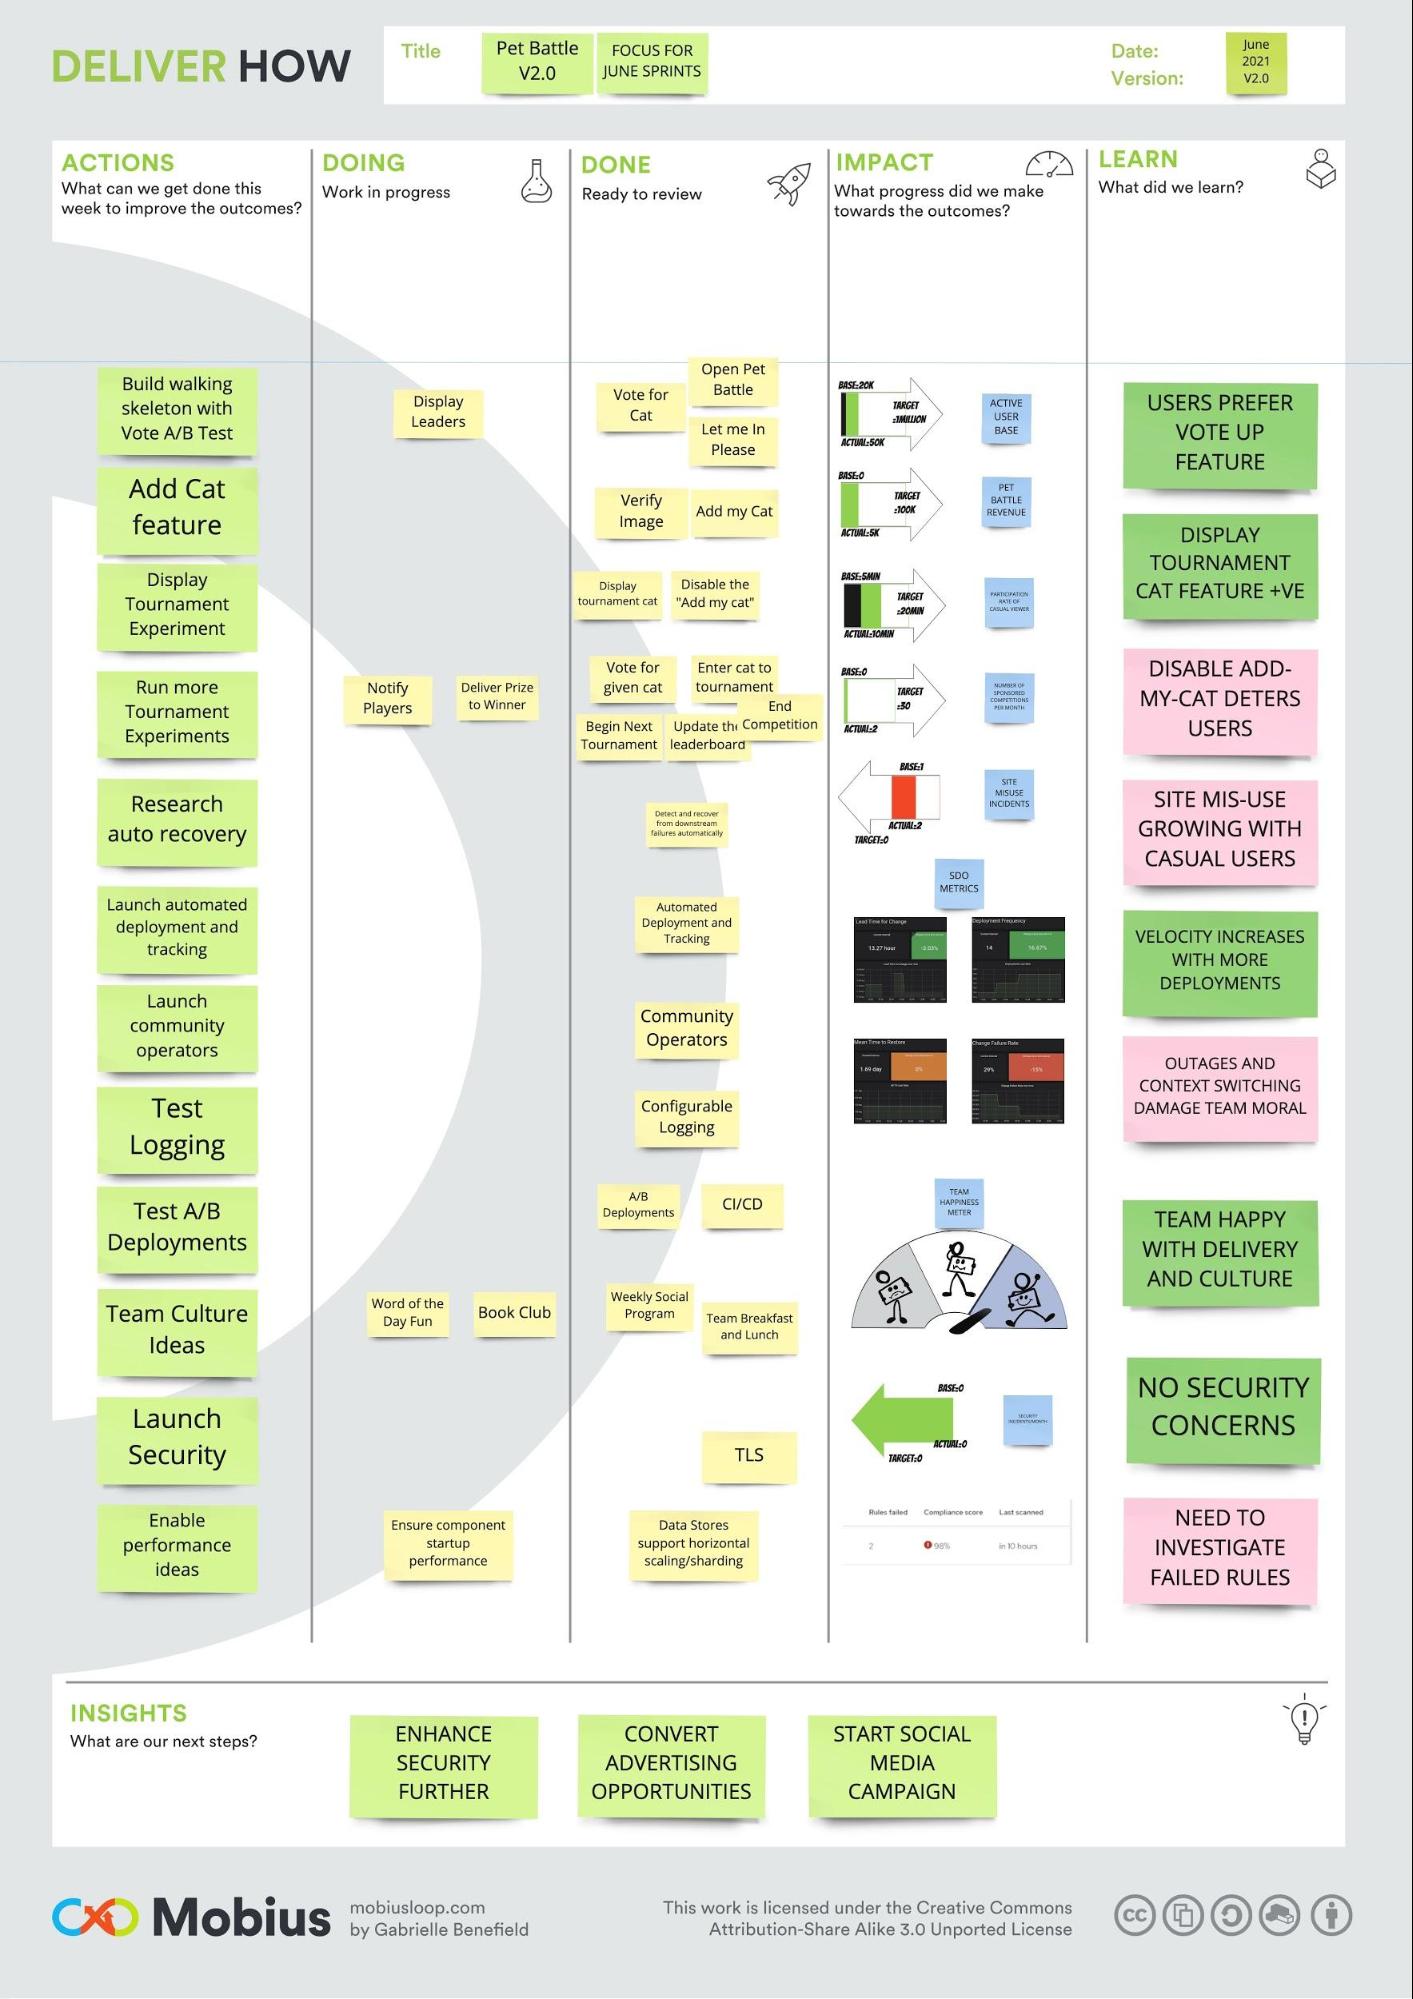 DELIVER HOW
Title
Pet Battle
V2.0
FOCUS FOR
JUNE SPRINTS
Date:
Version:
June
2021
V2.0
ACTIONS
What can we get done this
week to improve the outcomes?
DOING
Work in progress
DONE
Ready to review
IMPACT
What progress did we make
towards the outcomes?
LEARN
What did we learn?
Build walking
skeleton with
Vote A/B Test
Display
Leaders
Vote for
Cat
Open Pet
Battle
Let me In
Please
BASE:20K
TARGET
:1MILLION
ACTUAL:50K
ACTIVE
USER
BASE
USERS PREFER
VOTE UP
FEATURE
Add Cat
feature
Verify
Image
Add my Cat
BASE:0
TARGET
:100K
ACTUAL:5K
PET
BATTLE
REVENUE
DISPLAY
TOURNAMENT
CAT FEATURE +VE
Display
Tournament
Experiment
Display
tournament cat
Disable the
"Add my cat"
BASE:5MIN
TARGET
:20MIN
ACTUAL:10MIN
PARTICIPATION
RATE OF
CASUAL VIEWER
DISABLE ADD-
MY-CAT DETERS
USERS
Run more
Tournament
Experiments
Notify
Players
Deliver Prize
to Winner
Vote for
given cat
Enter cat to
tournament
End
Competition
Begin Next
Tournament
Update the
leaderboard
BASE:0
TARGET
:30
ACTUAL:2
NUMBER OF
SPONSORED
COMPETITIONS
PER MONTH
Research
auto recovery
Detect and recover
from downstream
failures automatically
BASE:1
ACTUAL:2
TARGET:0
SITE
MISUSE
INCIDENTS
SITE MIS-USE
GROWING WITH
CASUAL USERS
SDO
METRICS
Launch automated
deployment and
tracking
Automated
Deployment and
Tracking
Lead Time for Change
13.27 hour
Deployment Frequency
14
16.67%
VELOCITY INCREASES
WITH MORE
DEPLOYMENTS
Launch
community
operators
Community
Operators
Mean Time to Restore
1.69 day
0%
Change Failure Rate
29%
-15%
OUTAGES AND
CONTEXT SWITCHING
DAMAGE TEAM MORAL
Test
Logging
Configurable
Logging
Test A/B
Deployments
A/B
Deployments
CI/CD
TEAM
HAPPINESS
METER
TEAM HAPPY
WITH DELIVERY
AND CULTURE
Team Culture
Ideas
Word of the
Day Fun
Book Club
Weekly Social
Program
Team Breakfast
and Lunch
Launch
Security
TLS
BASE:0
ACTUAL:0
TARGET:0
SECURITY
INCIDENTS/MONTH
NO SECURITY
CONCERNS
Enable
performance
ideas
Ensure component
startup
performance
Data Stores
support horizontal
scaling/sharding
Rules failed
Compliance score
Last scanned
2
98%
in 10 hours
NEED TO
INVESTIGATE
FAILED RULES
INSIGHTS
What are our next steps?
ENHANCE
SECURITY
FURTHER
CONVERT
ADVERTISING
OPPORTUNITIES
START SOCIAL
MEDIA
CAMPAIGN
Mobius
mobiusloop.com
by Gabrielle Benefield
This work is licensed under the Creative Commons
Attribution-Share Alike 3.0 Unported License
cc